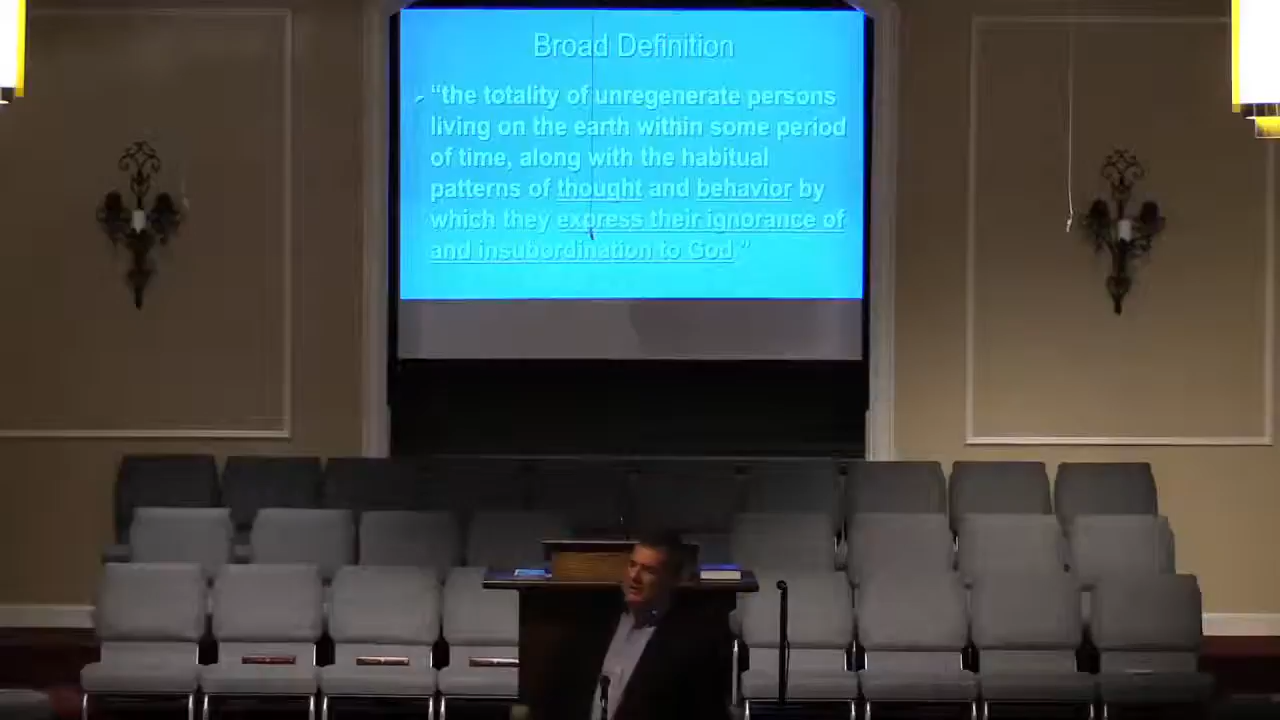 Broad Definition
“the totality of unregenerate persons
living on the earth within some period
of time, along with the habitual
patterns of thought and behavior by
which they express their ignorance of
and insubordination to God.”